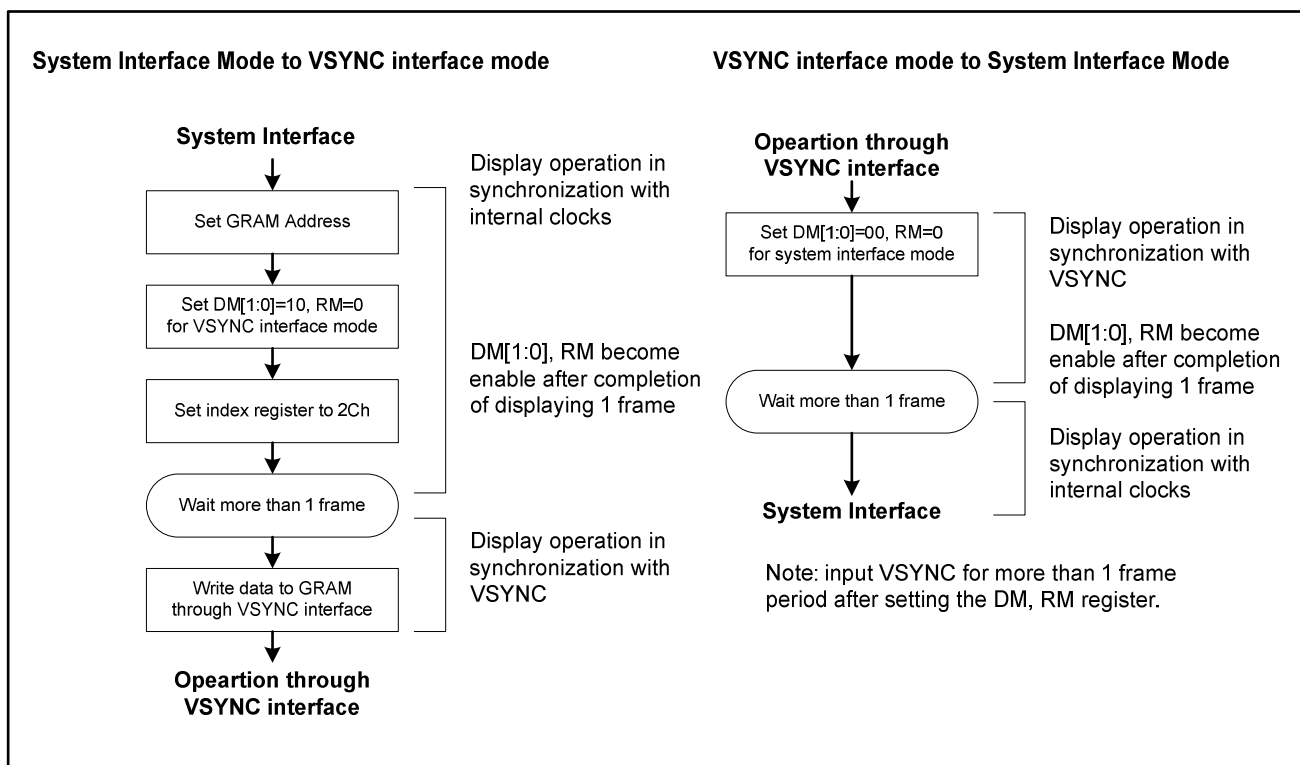 System Interface Mode to VSYNC interface mode
System Interface
Set GRAM Address
Set DM[1:0]=10, RM=0
for VSYNC interface mode
Set index register to 2Ch
Wait more than 1 frame
Write data to GRAM
through VSYNC interface
Opeartion through
VSYNC interface
Display operation in
synchronization with
internal clocks
DM[1:0], RM become
enable after completion
of displaying 1 frame
Display operation in
synchronization with
VSYNC
VSYNC interface mode to System Interface Mode
Opeartion through
VSYNC interface
Set DM[1:0]=00, RM=0
for system interface mode
Wait more than 1 frame
System Interface
Display operation in
synchronization with
VSYNC
DM[1:0], RM become
enable after completion
of displaying 1 frame
Display operation in
synchronization with
internal clocks
Note: input VSYNC for more than 1 frame
period after setting the DM, RM register.